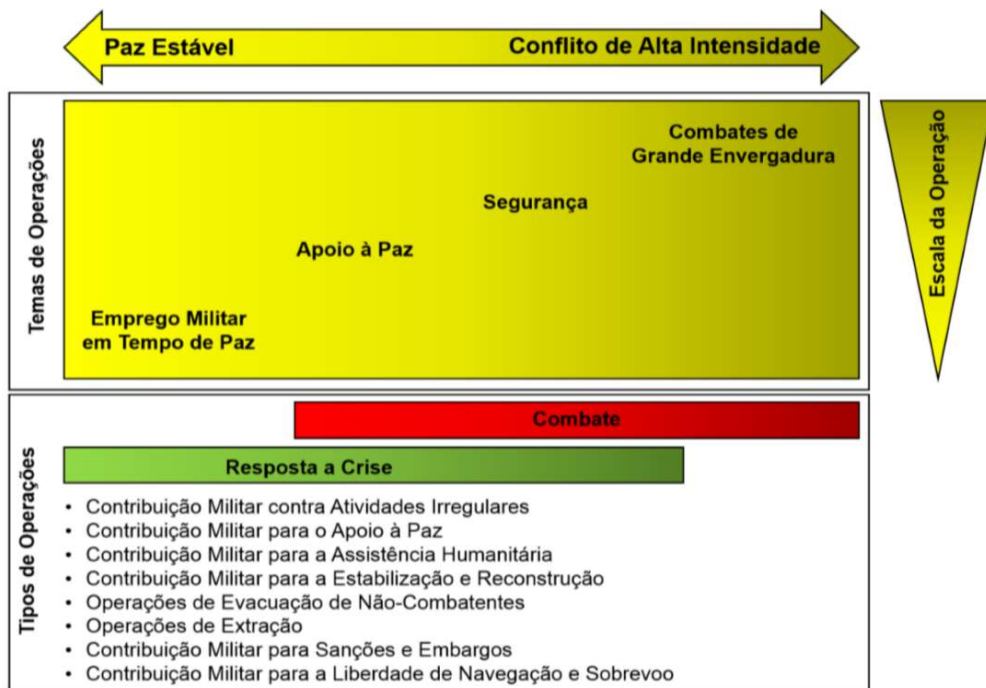 Paz Estável
Conflito de Alta Intensidade
Temas de Operações
Combates de
Grande Envergadura
Segurança
Apoio à Paz
Emprego Militar
em Tempo de Paz
Escala da Operação
Tipos de Operações
Combate
Resposta a Crise
• Contribuição Militar contra Atividades Irregulares
• Contribuição Militar para o Apoio à Paz
• Contribuição Militar para a Assistência Humanitária
• Contribuição Militar para a Estabilização e Reconstrução
• Operações de Evacuação de Não-Combatentes
• Operações de Extração
• Contribuição Militar para Sanções e Embargos
• Contribuição Militar para a Liberdade de Navegação e Sobrevoo